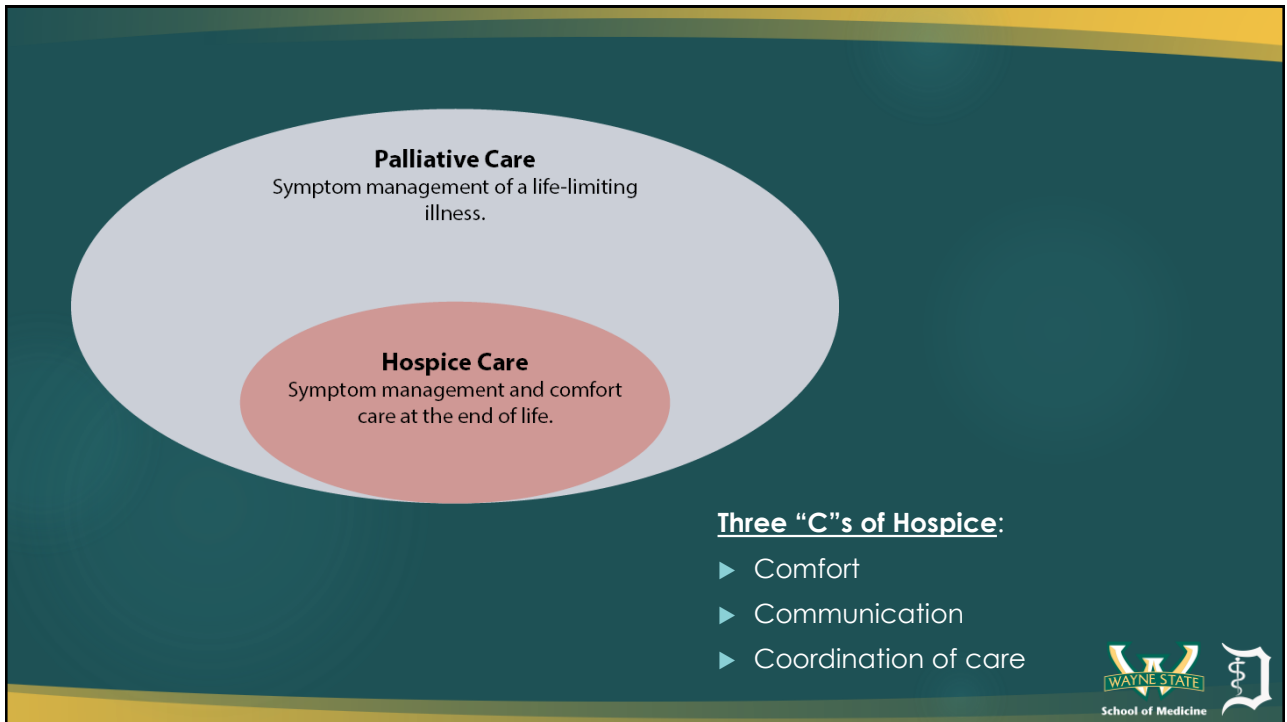 Palliative Care
Symptom management of a life-limiting
illness.
Hospice Care
Symptom management and comfort
care at the end of life.
Three “C”s of Hospice:
Comfort
Communication
Coordination of care
W
WAYNE STATE
School of Medicine
D